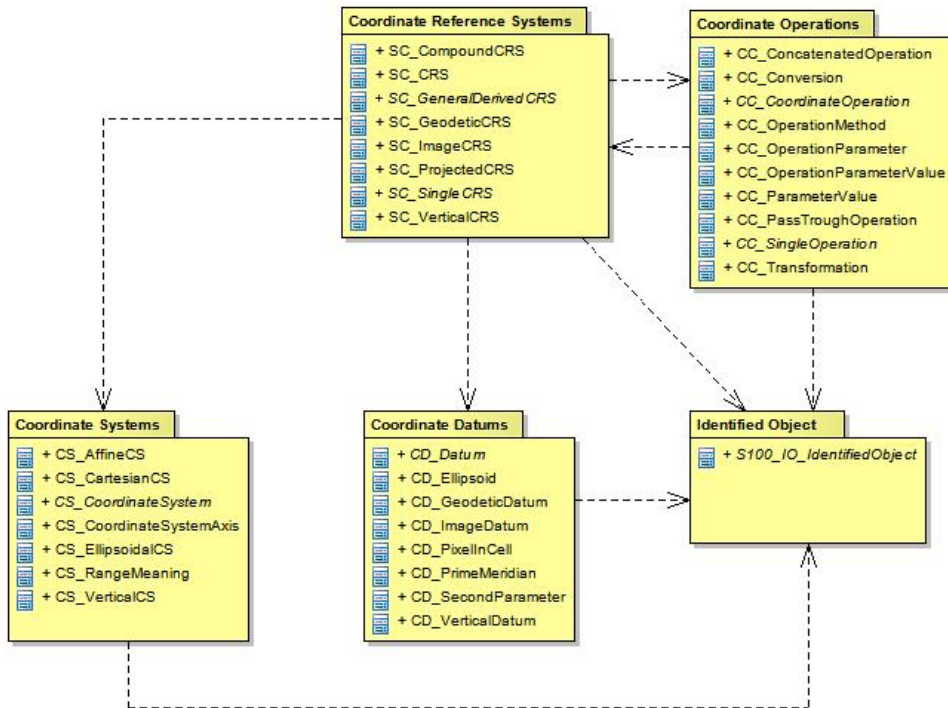 Coordinate Reference Systems
+ SC_CompoundCRS
+ SC_CRS
+ SC_GeneralDerivedCRS
+ SC_GeodeticCRS
+ SC_ImageCRS
+ SC_ProjectedCRS
+ SC_SingleCRS
+ SC_VerticalCRS
Coordinate Operations
+ CC_ConcatenatedOperation
+ CC_Conversion
+ CC_CoordinateOperation
+ CC_OperationMethod
+ CC_OperationParameter
+ CC_OperationParameterValue
+ CC_ParameterValue
+ CC_PassTroughOperation
+ CC_SingleOperation
+ CC_Transformation
Coordinate Systems
+ CS_AffineCS
+ CS_CartesianCS
+ CS_CoordinateSystem
+ CS_CoordinateSystemAxis
+ CS_EllipsoidalCS
+ CS_RangeMeaning
+ CS_VerticalCS
Coordinate Datums
+ CD_Datum
+ CD_Ellipsoid
+ CD_GeodeticDatum
+ CD_ImageDatum
+ CD_PixelInCell
+ CD_PrimeMeridian
+ CD_SecondParameter
+ CD_VerticalDatum
Identified Object
+ S100_IO_IdentifiedObject